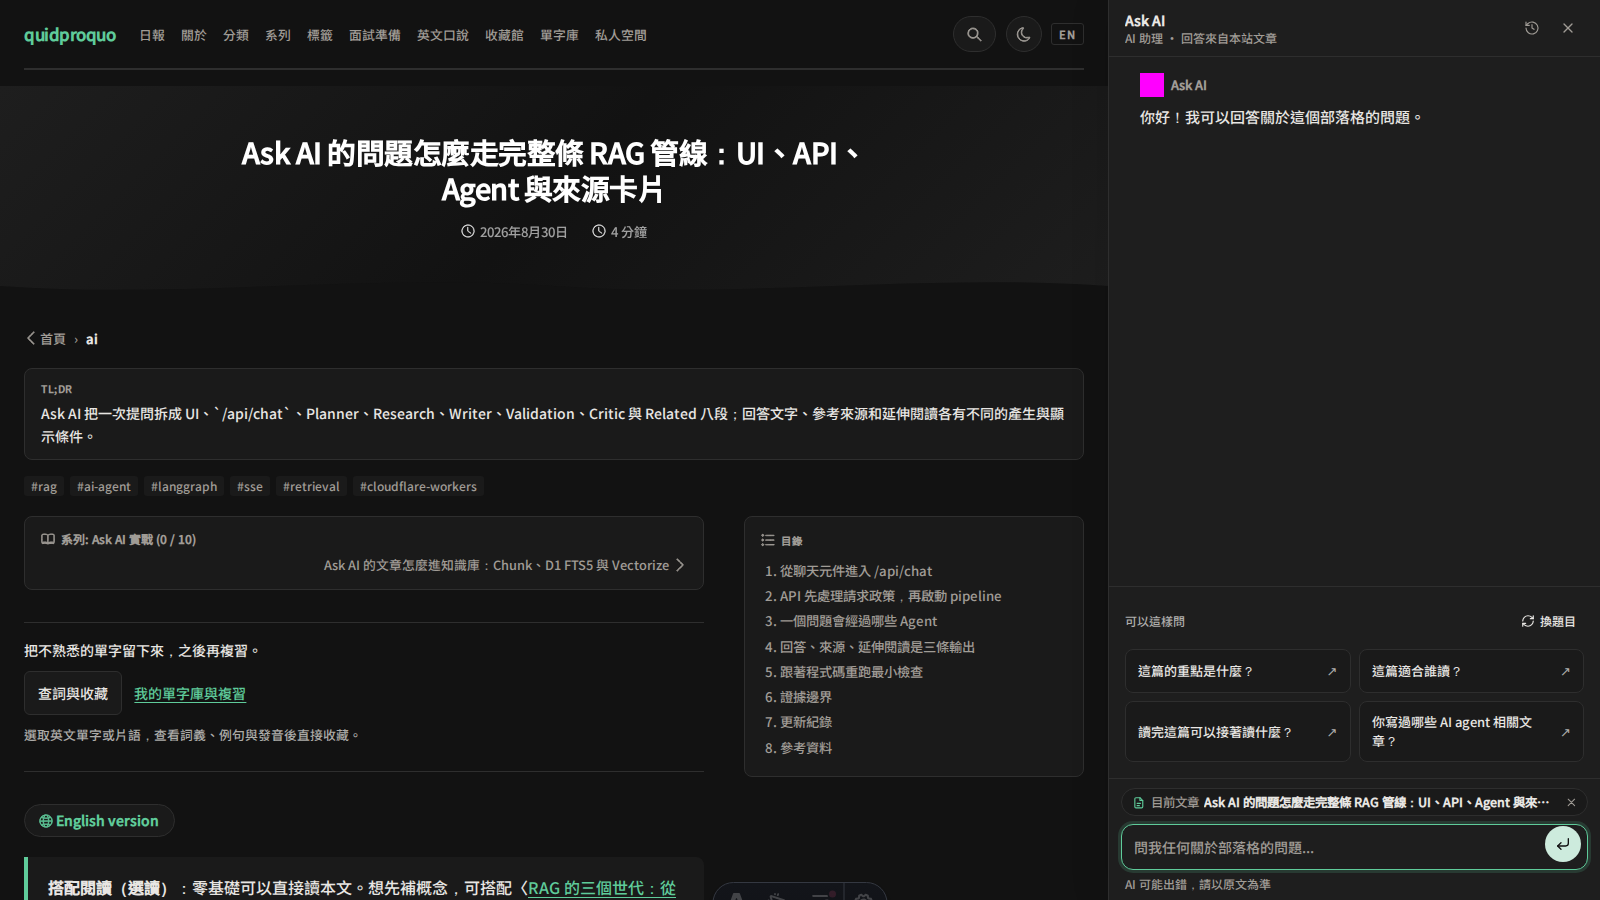 quidproquo
日報 關於 分類 系列 標籤 面試準備 英文口說 收藏館 單字庫 私人空間
EN
Ask AI 的問題怎麼走完整條 RAG 管線：UI、API、
Agent 與來源卡片
2026年8月30日 4 分鐘
首頁 › ai
TL;DR
Ask AI 把一次提問拆成 UI、`/api/chat`、Planner、Research、Writer、Validation、Critic 與 Related 八段；回答文字、參考來源和延伸閱讀各有不同的產生與顯
示條件。
#rag #ai-agent #langgraph #sse #retrieval #cloudflare-workers
系列: Ask AI 實戰 (0 / 10)
Ask AI 的文章怎麼進知識庫：Chunk、D1 FTS5 與 Vectorize
把不熟悉的單字留下來，之後再複習。
查詞與收藏 我的單字庫與複習
選取英文單字或片語，查看詞義、例句與發音後直接收藏。
English version
搭配閱讀（選讀）：零基礎可以直接讀本文。想先補概念，可搭配〈RAG 的三個世代：從
目錄
1. 從聊天元件進入 /api/chat
2. API 先處理請求政策，再啟動 pipeline
3. 一個問題會經過哪些 Agent
4. 回答、來源、延伸閱讀是三條輸出
5. 跟著程式碼重跑最小檢查
6. 證據邊界
7. 更新紀錄
8. 參考資料
Ask AI
AI 助理 • 回答來自本站文章
Ask AI
你好！我可以回答關於這個部落格的問題。
可以這樣問 換題目
這篇的重點是什麼？ ↗
這篇適合誰讀？ ↗
讀完這篇可以接著讀什麼？ ↗
你寫過哪些 AI agent 相關文
章？ ↗
目前文章 Ask AI 的問題怎麼走完整條 RAG 管線：UI、API、Agent 與來⋯
問我任何關於部落格的問題...
AI 可能出錯，請以原文為準